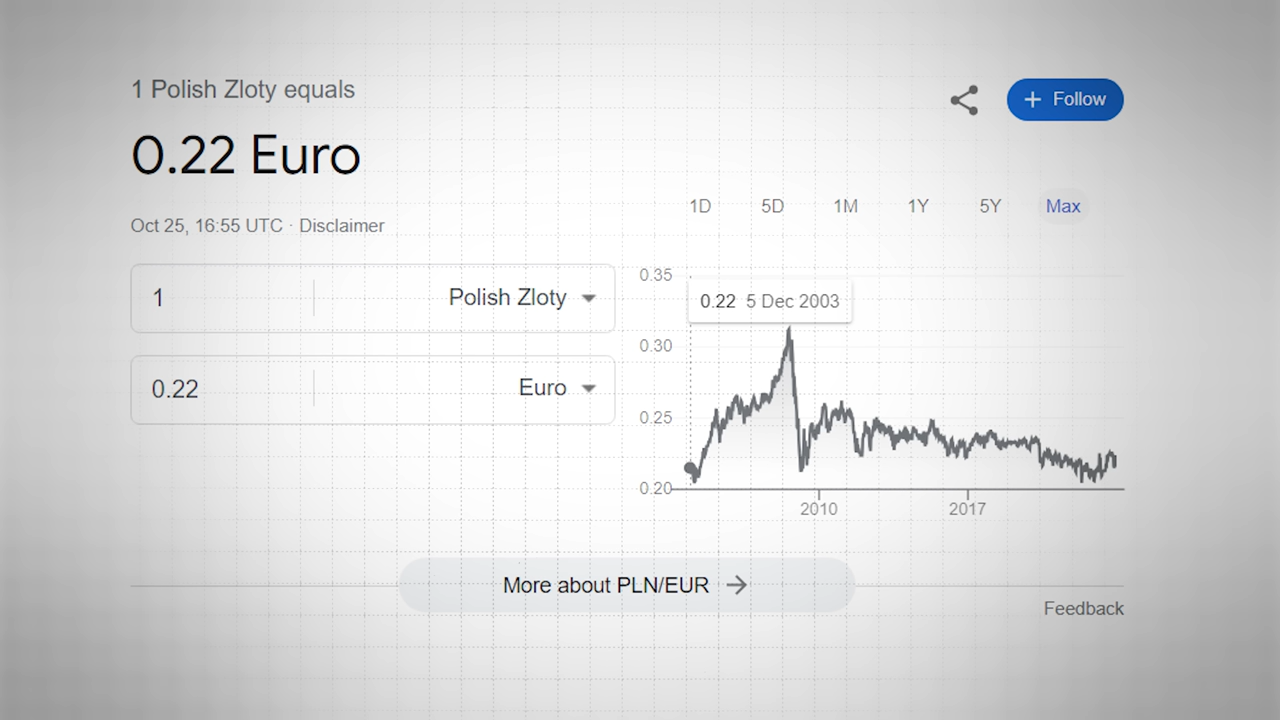 1 Polish Zloty equals
0.22 Euro
Oct 25, 16:55 UTC · Disclaimer
1 Polish Zloty
0.22 Euro
+ Follow
1D 5D 1M 1Y 5Y Max
0.35
0.22 5 Dec 2003
0.30
0.25
0.20
2010 2017
More about PLN/EUR →
Feedback